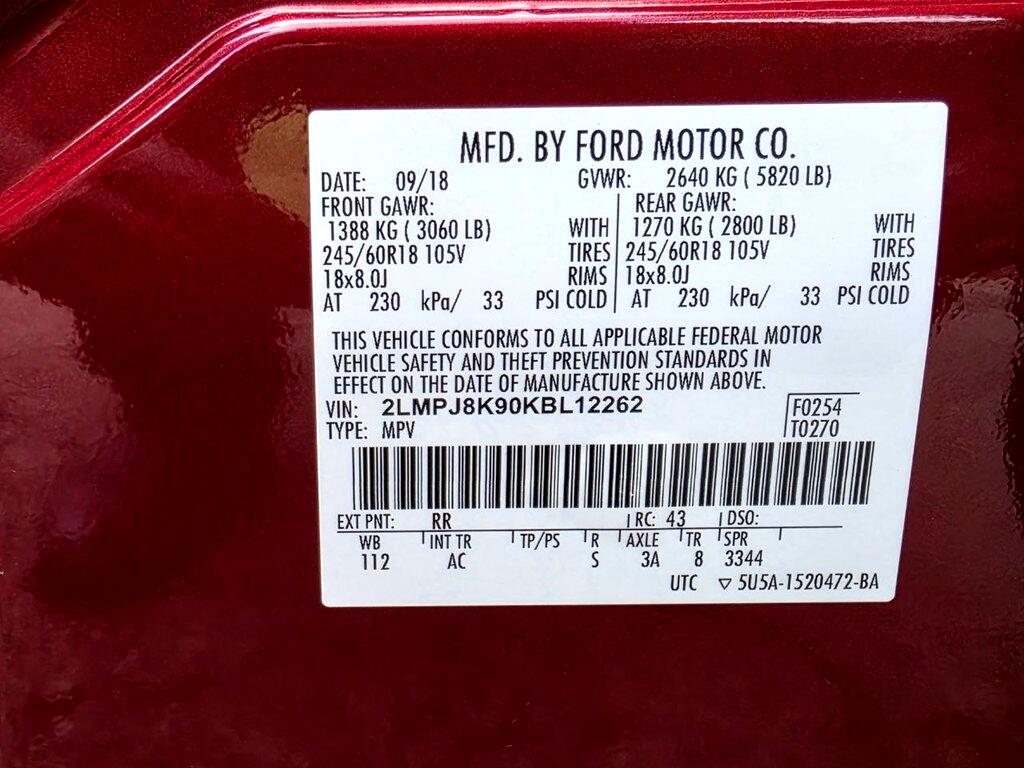 MFD. BY FORD MOTOR CO.
DATE: 09/18 GVWR: 2640 KG ( 5820 LB)
FRONT GAWR: REAR GAWR:
1388 KG ( 3060 LB) WITH 1270 KG ( 2800 LB) WITH
245/60R18 105V TIRES 245/60R18 105V TIRES
18x8.0J RIMS 18x8.0J RIMS
AT 230 kPa/ 33 PSI COLD AT 230 kPa/ 33 PSI COLD
THIS VEHICLE CONFORMS TO ALL APPLICABLE FEDERAL MOTOR
VEHICLE SAFETY AND THEFT PREVENTION STANDARDS IN
EFFECT ON THE DATE OF MANUFACTURE SHOWN ABOVE.
VIN: 2LMPJ8K90KBL12262 F0254
TYPE: MPV T0270
EXT PNT: RR RC: 43 DSO:
WB INT TR TP/PS R AXLE TR SPR
112 AC S 3A 8 3344
UTC ▽ 5U5A-1520472-BA